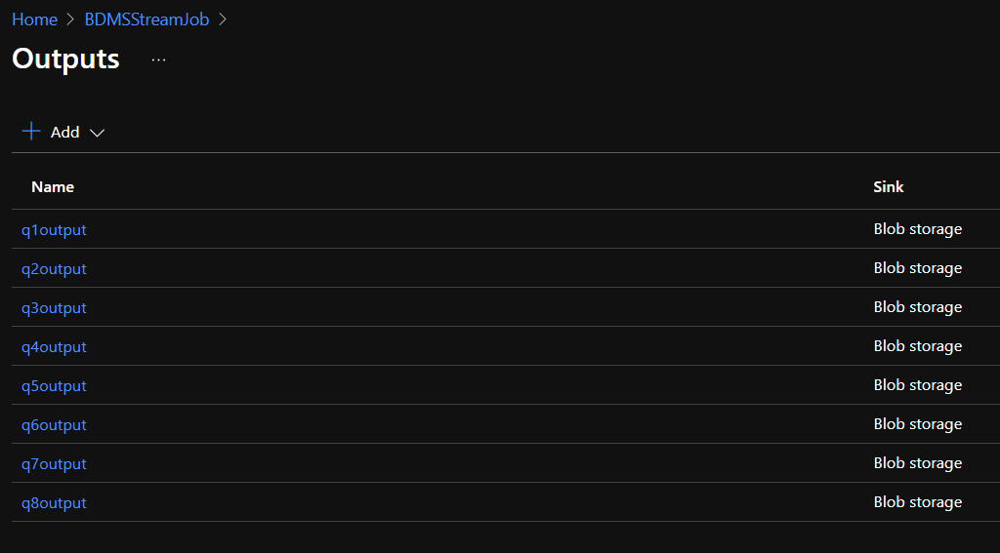 Home > BDMSStreamJob >
Outputs ...
+ Add
Name Sink
q1output Blob storage
q2output Blob storage
q3output Blob storage
q4output Blob storage
q5output Blob storage
q6output Blob storage
q7output Blob storage
q8output Blob storage